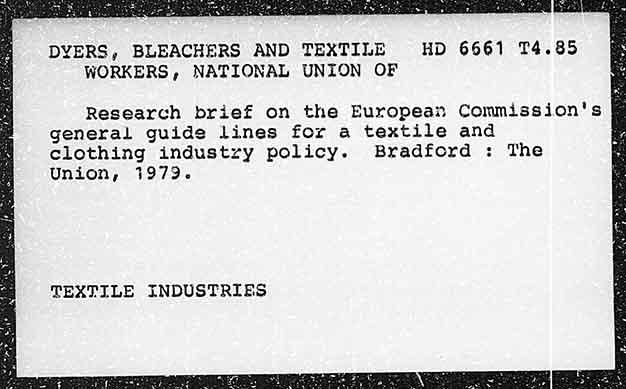 DYERS, BLEACHERS AND TEXTILE HD 6661 T4.85
WORKERS, NATIONAL UNION OF
Research brief on the European Commission's
general guide lines for a textile and
clothing industry policy. Bradford : The
Union, 1979.
TEXTILE INDUSTRIES